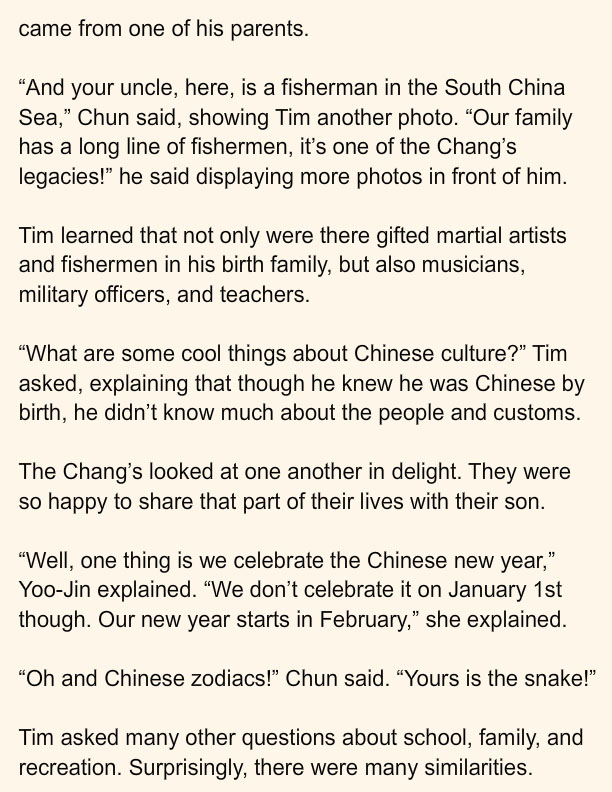 came from one of his parents.
“And your uncle, here, is a fisherman in the South China
Sea,” Chun said, showing Tim another photo. “Our family
has a long line of fishermen, it’s one of the Chang’s
legacies!” he said displaying more photos in front of him.
Tim learned that not only were there gifted martial artists
and fishermen in his birth family, but also musicians,
military officers, and teachers.
“What are some cool things about Chinese culture?” Tim
asked, explaining that though he knew he was Chinese by
birth, he didn’t know much about the people and customs.
The Chang’s looked at one another in delight. They were
so happy to share that part of their lives with their son.
“Well, one thing is we celebrate the Chinese new year,”
Yoo-Jin explained. “We don’t celebrate it on January 1st
though. Our new year starts in February,” she explained.
“Oh and Chinese zodiacs!” Chun said. “Yours is the snake!”
Tim asked many other questions about school, family, and
recreation. Surprisingly, there were many similarities.